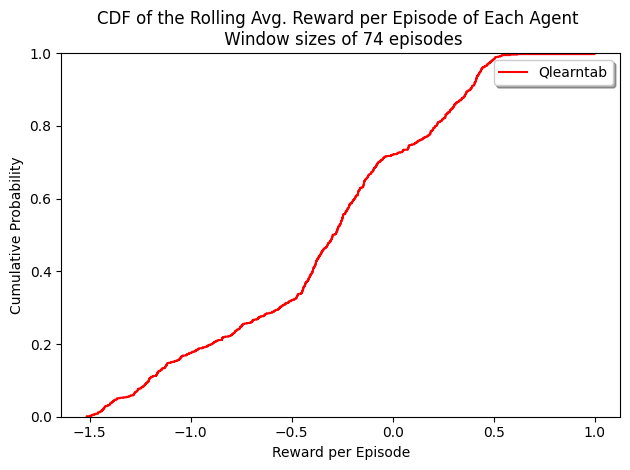 CDF of the Rolling Avg. Reward per Episode of Each Agent
Window sizes of 74 episodes
Qlearntab
1.0
0.8
0.6
0.4
0.2
0.0
Cumulative Probability
−1.5 −1.0 −0.5 0.0 0.5 1.0
Reward per Episode